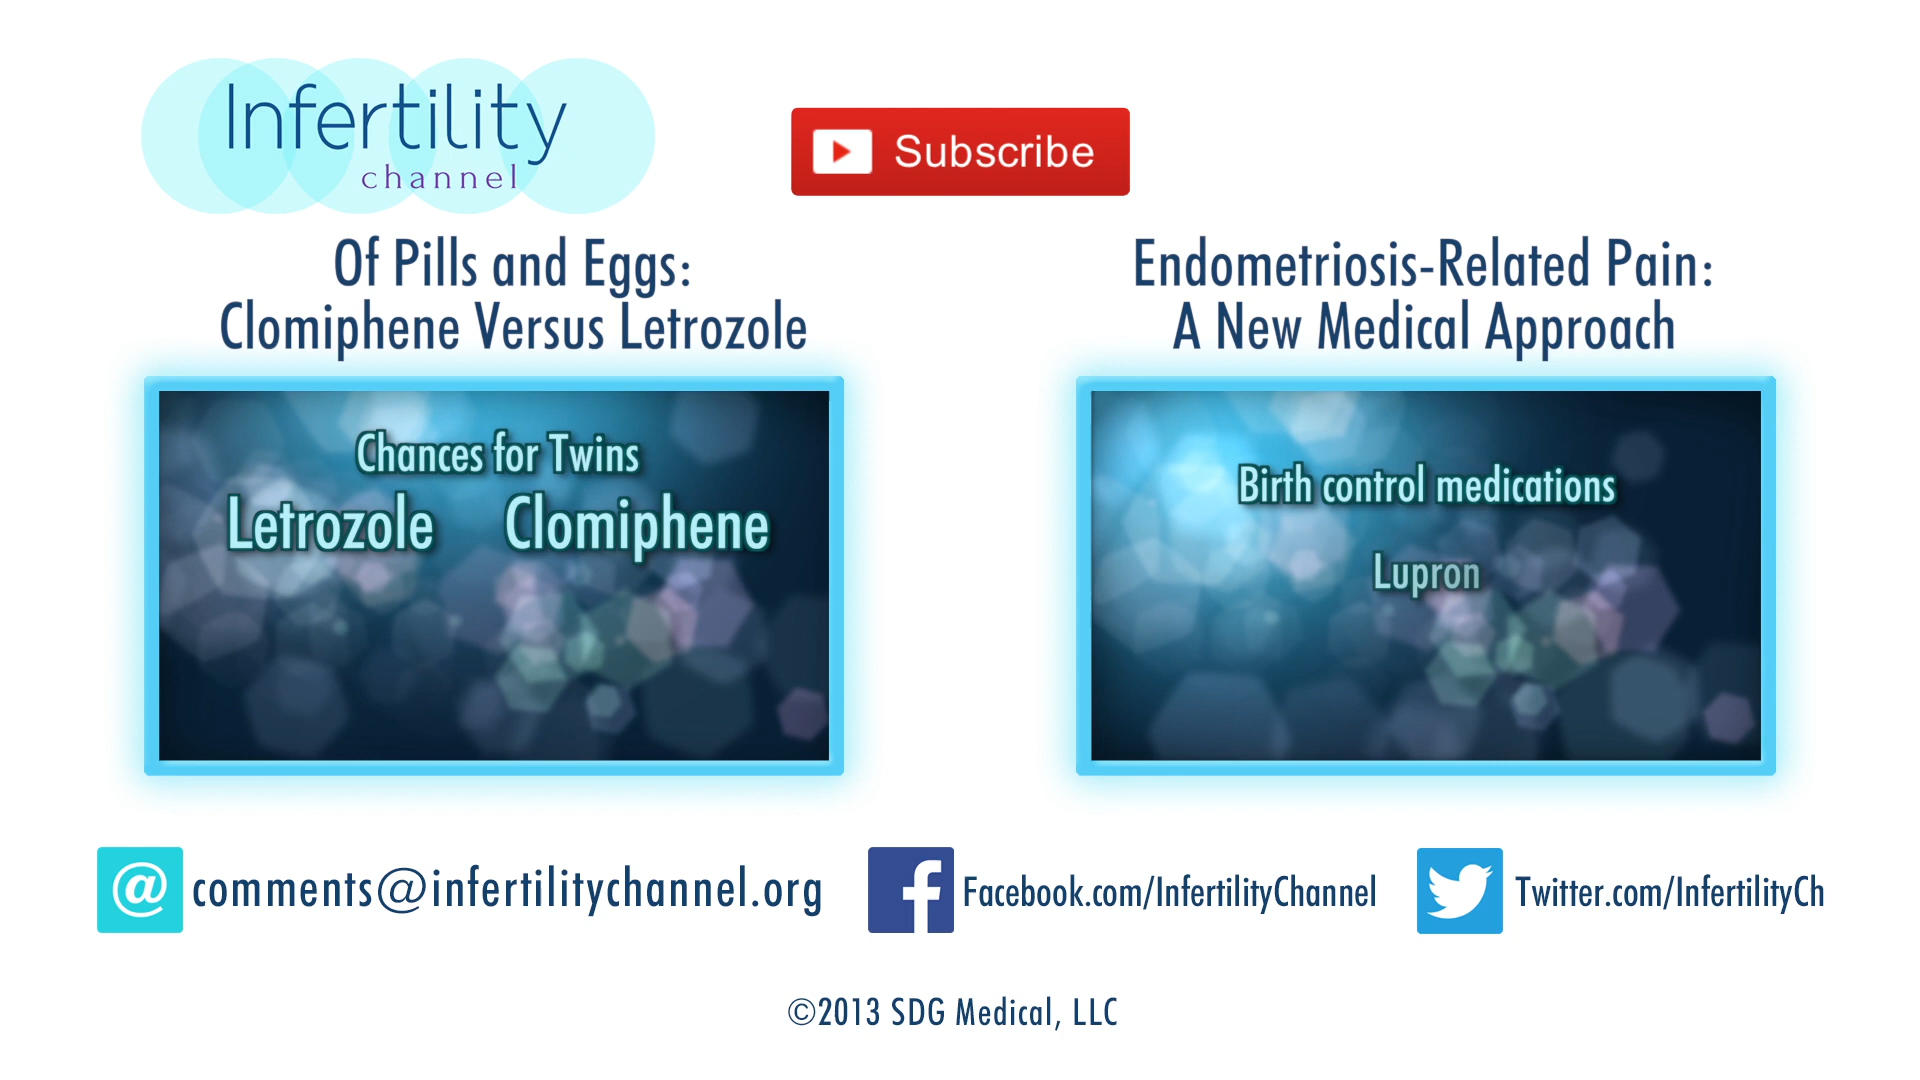 Infertility
channel
Subscribe
Of Pills and Eggs:
Clomiphene Versus Letrozole
Chances for Twins
Letrozole Clomiphene
Endometriosis-Related Pain:
A New Medical Approach
Birth control medications
Lupron
@ comments@infertilitychannel.org
f Facebook.com/InfertilityChannel
Twitter.com/InfertilityCh
©2013 SDG Medical, LLC